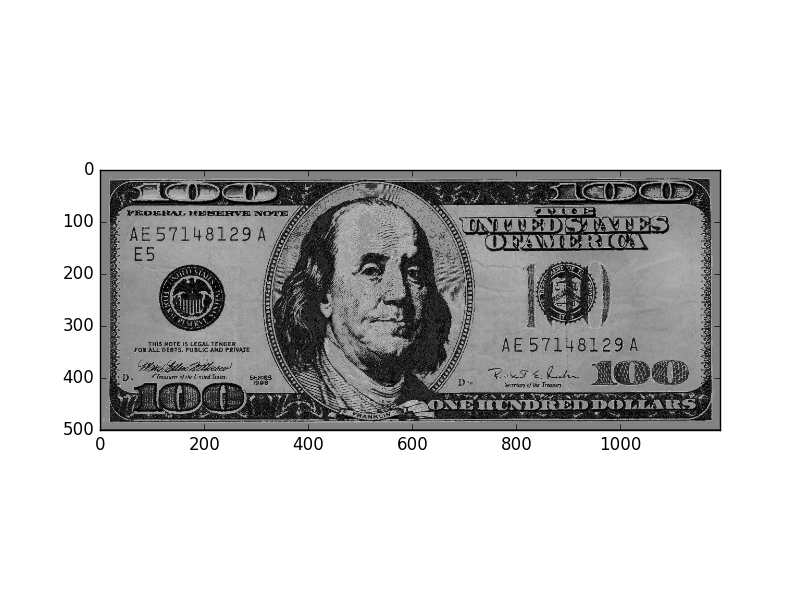 0
100
200
300
400
500
0 200 400 600 800 1000
100 100
FEDERAL RESERVE NOTE
THE
UNITED STATES
OF AMERICA
AE 57148129 A
E5
100
THIS NOTE IS LEGAL TENDER
FOR ALL DEBTS, PUBLIC AND PRIVATE
AE 57148129 A
Treasurer of the United States
SERIES
1996
Secretary of the Treasury
100
100
FRANKLIN
ONE HUNDRED DOLLARS